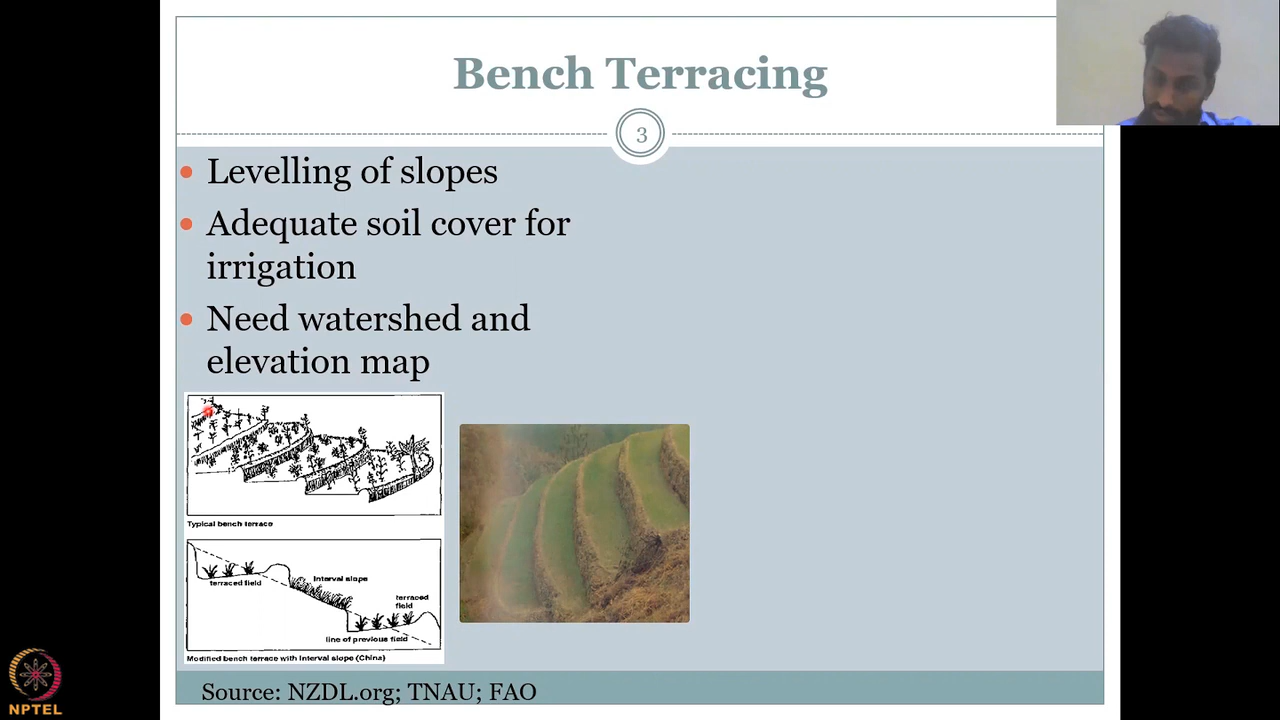 Bench Terracing
3
Levelling of slopes
Adequate soil cover for
irrigation
Need watershed and
elevation map
Typical bench terrace
Interval slope
terraced field
terraced
field
line of previous field
Modified bench terrace with interval slope (China)
Source: NZDL.org; TNAU; FAO
NPTEL